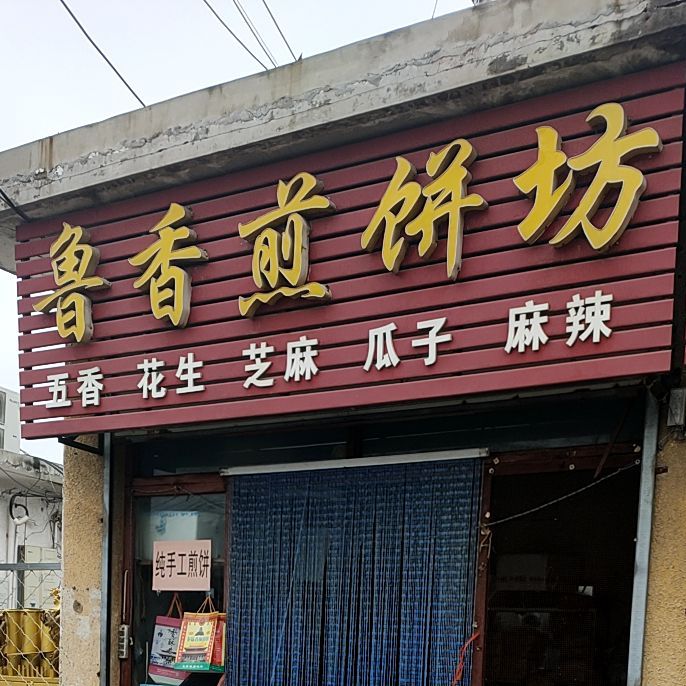 鲁香煎饼坊
五香 花生 芝麻 瓜子 麻辣
纯手工煎饼